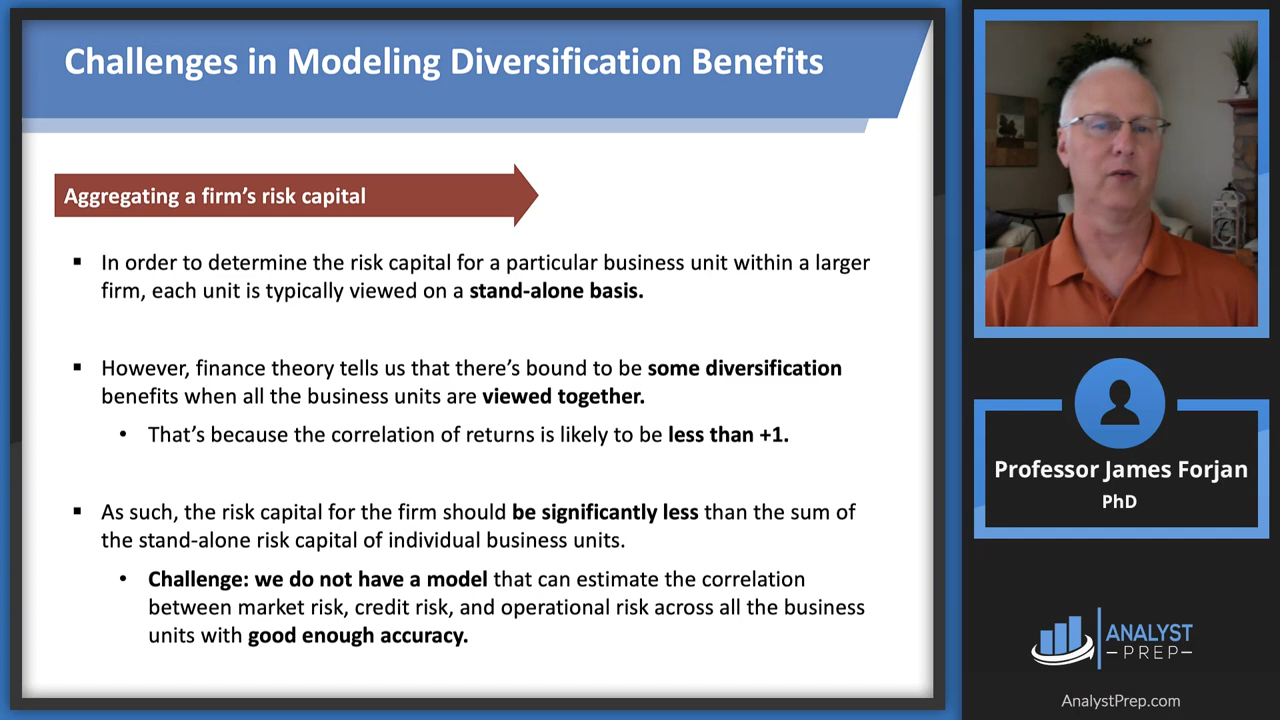 Challenges in Modeling Diversification Benefits
Aggregating a firm's risk capital
▪ In order to determine the risk capital for a particular business unit within a larger
firm, each unit is typically viewed on a stand-alone basis.
▪ However, finance theory tells us that there's bound to be some diversification
benefits when all the business units are viewed together.
• That's because the correlation of returns is likely to be less than +1.
▪ As such, the risk capital for the firm should be significantly less than the sum of
the stand-alone risk capital of individual business units.
• Challenge: we do not have a model that can estimate the correlation
between market risk, credit risk, and operational risk across all the business
units with good enough accuracy.
Professor James Forjan
PhD
ANALYST
PREP
AnalystPrep.com